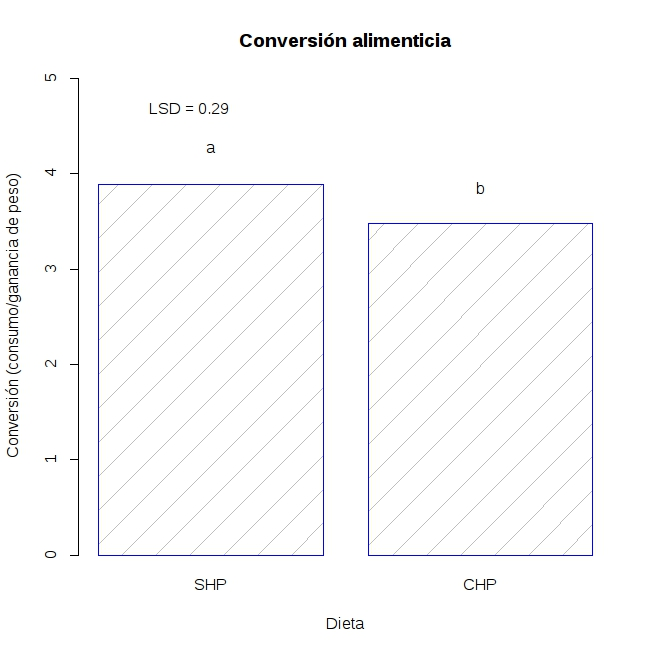 Conversión alimenticia
Conversión (consumo/ganancia de peso)
5
4
3
2
1
0
LSD = 0.29
a
b
SHP
CHP
Dieta